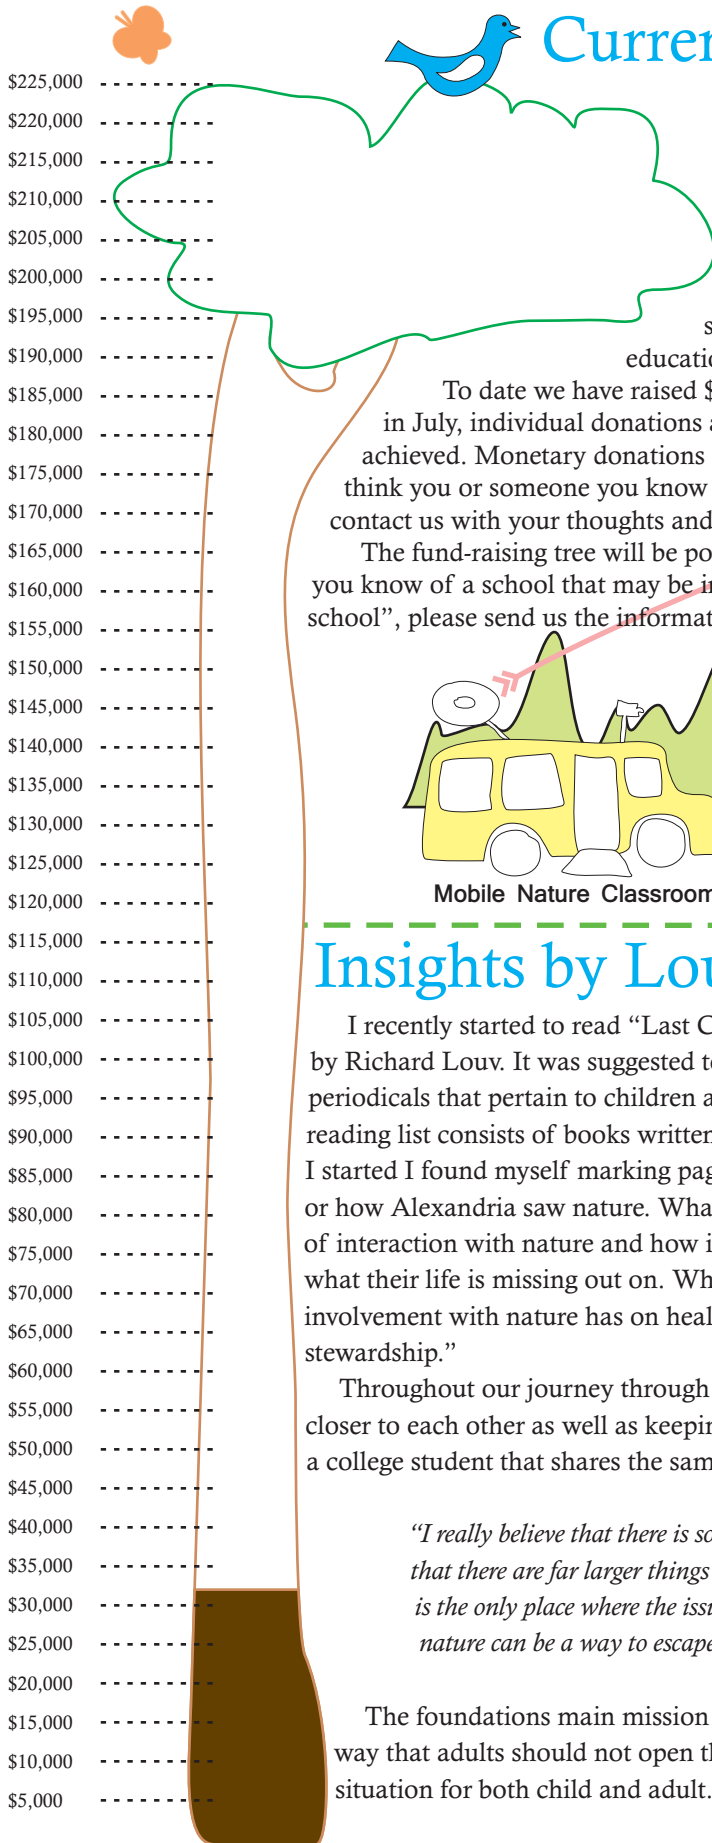 Curren
$225,000
$220,000
$215,000
$210,000
$205,000
$200,000
$195,000
$190,000
$185,000
$180,000
$175,000
$170,000
$165,000
$160,000
$155,000
$150,000
$145,000
$140,000
$135,000
$130,000
$125,000
$120,000
$115,000
$110,000
$105,000
$100,000
$95,000
$90,000
$85,000
$80,000
$75,000
$70,000
$65,000
$60,000
$55,000
$50,000
$45,000
$40,000
$35,000
$30,000
$25,000
$20,000
$15,000
$10,000
$5,000
s
educatio
To date we have raised $
in July, individual donations a
achieved. Monetary donations
think you or someone you know
contact us with your thoughts and
The fund-raising tree will be po
you know of a school that may be in
school”, please send us the informat
Mobile Nature Classroom
Insights by Lou
I recently started to read “Last C
by Richard Louv. It was suggested to
periodicals that pertain to children a
reading list consists of books written
I started I found myself marking pag
or how Alexandria saw nature. Wha
of interaction with nature and how i
what their life is missing out on. Wh
involvement with nature has on heal
stewardship.”
Throughout our journey through
closer to each other as well as keepin
a college student that shares the sam
“I really believe that there is so
that there are far larger things
is the only place where the issu
nature can be a way to escape
The foundations main mission
way that adults should not open th
situation for both child and adult.